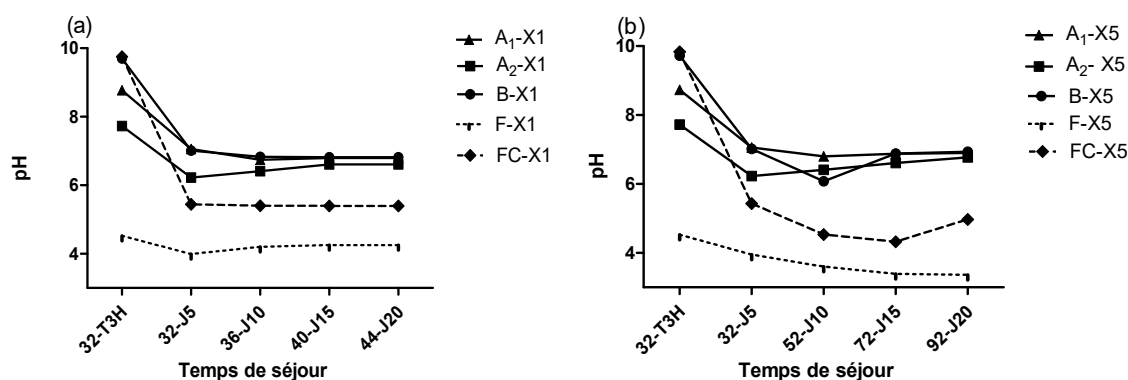 (a)
10
8
6
4
pH
32-T3H
32-J5
36-J10
40-J15
44-J20
Temps de séjour
A₁-X1
A₂-X1
B-X1
F-X1
FC-X1
(b)
10
8
6
4
pH
32-T3H
32-J5
52-J10
72-J15
92-J20
Temps de séjour
A₁-X5
A₂- X5
B-X5
F-X5
FC-X5